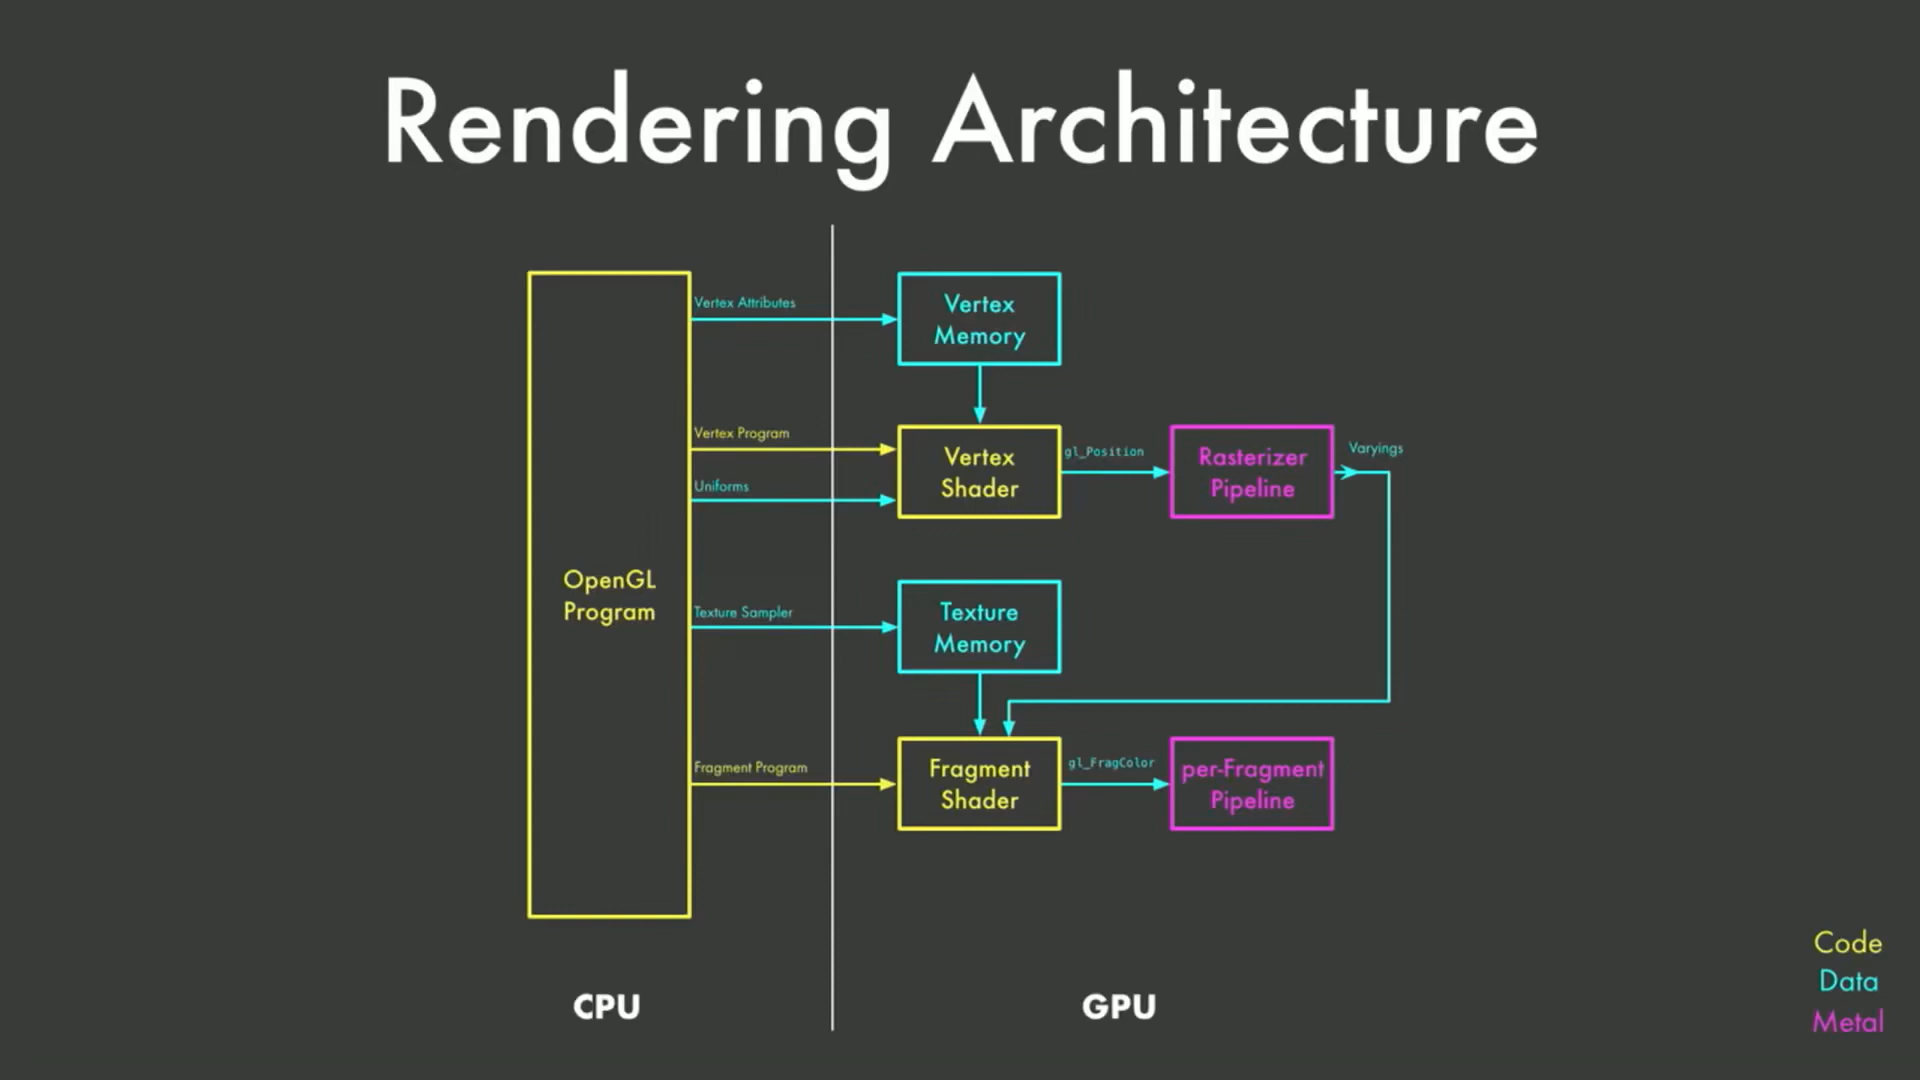 Rendering Architecture
Vertex Attributes
Vertex
Memory
Vertex Program
Uniforms
Vertex
Shader
gl_Position
Rasterizer
Pipeline
Varyings
OpenGL
Program
Texture Sampler
Texture
Memory
Fragment Program
Fragment
Shader
gl_FragColor
per-Fragment
Pipeline
CPU
GPU
Code
Data
Metal